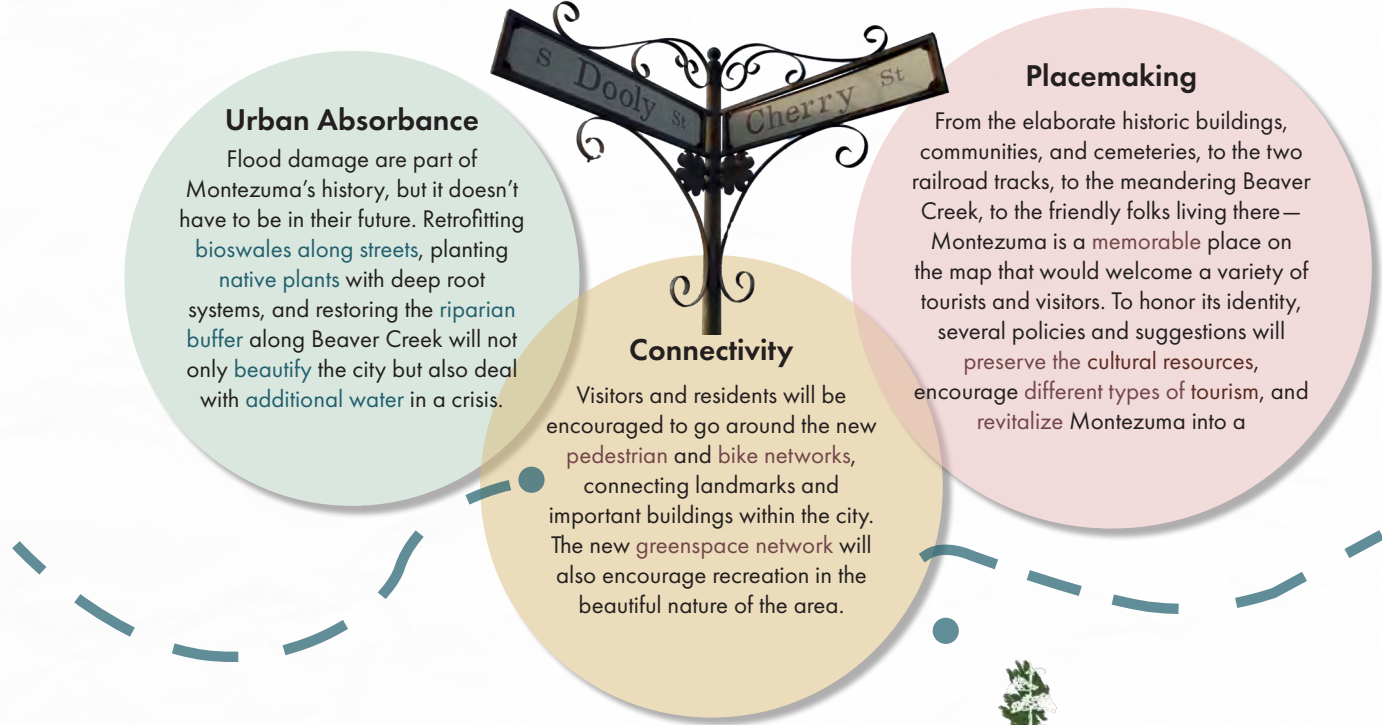 S Dooly St
Cherry St
Urban Absorbance
Flood damage are part of
Montezuma's history, but it doesn't
have to be in their future. Retrofitting
bioswales along streets, planting
native plants with deep root
systems, and restoring the riparian
buffer along Beaver Creek will not
only beautify the city but also deal
with additional water in a crisis.
Connectivity
Visitors and residents will be
encouraged to go around the new
pedestrian and bike networks,
connecting landmarks and
important buildings within the city.
The new greenspace network will
also encourage recreation in the
beautiful nature of the area.
Placemaking
From the elaborate historic buildings,
communities, and cemeteries, to the two
railroad tracks, to the meandering Beaver
Creek, to the friendly folks living there—
Montezuma is a memorable place on
the map that would welcome a variety of
tourists and visitors. To honor its identity,
several policies and suggestions will
preserve the cultural resources,
encourage different types of tourism, and
revitalize Montezuma into a